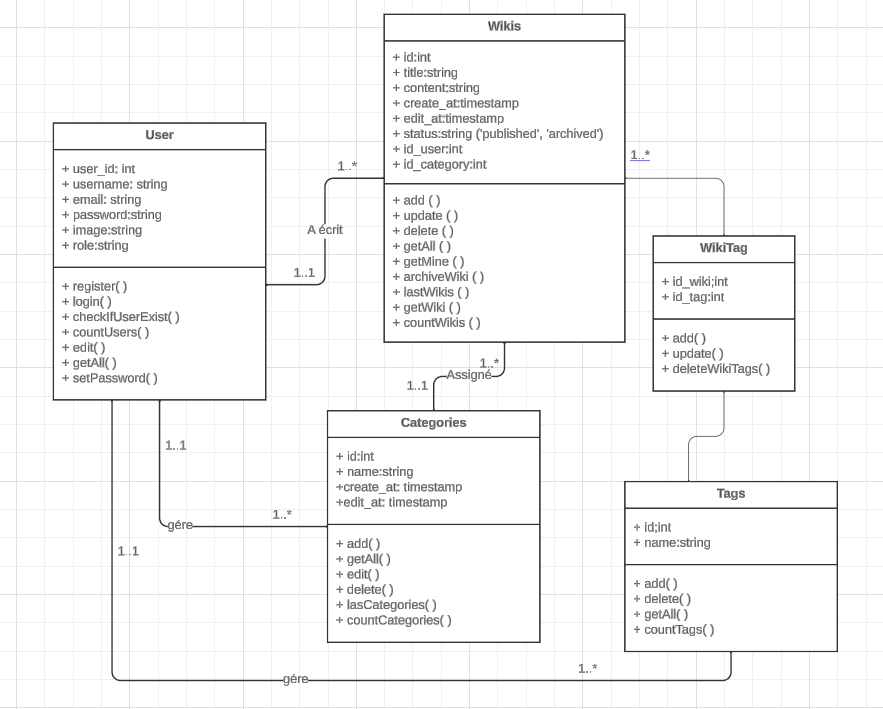 Wikis
+ id:int
+ title:string
+ content:string
+ create_at:timestamp
+ edit_at:timestamp
+ status:string ('published', 'archived')
+ id_user:int
+ id_category:int
+ add ( )
+ update ( )
+ delete ( )
+ getAll ( )
+ getMine ( )
+ archiveWiki ( )
+ lastWikis ( )
+ getWiki ( )
+ countWikis ( )
User
+ user_id: int
+ username: string
+ email: string
+ password:string
+ image:string
+ role:string
+ register( )
+ login( )
+ checkIfUserExist( )
+ countUsers( )
+ edit( )
+ getAll( )
+ setPassword( )
1..*
A écrit
1..1
1..*
WikiTag
+ id_wiki:int
+ id_tag:int
+ add( )
+ update( )
+ deleteWikiTags( )
1..*
Assigné
1..1
Categories
+ id:int
+ name:string
+create_at: timestamp
+edit_at: timestamp
+ add( )
+ getAll( )
+ edit( )
+ delete( )
+ lasCategories( )
+ countCategories( )
1..1
1..*
gére
Tags
+ id:int
+ name:string
+ add( )
+ delete( )
+ getAll( )
+ countTags( )
1..1
1..*
gére